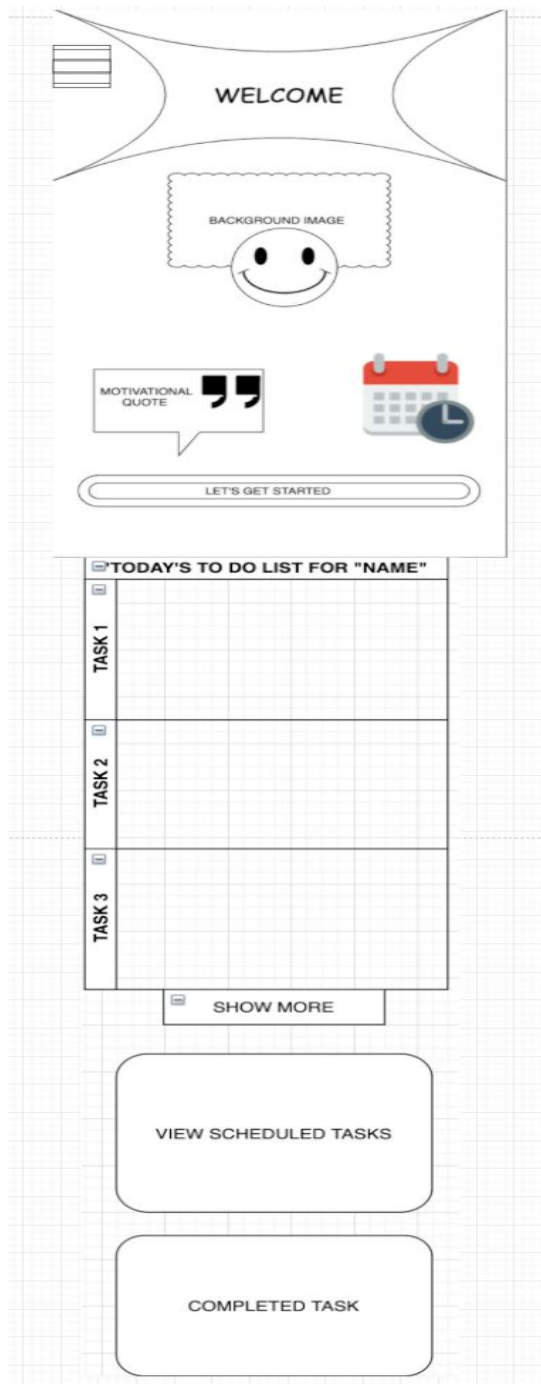 WELCOME
BACKGROUND IMAGE
MOTIVATIONAL
QUOTE
LET'S GET STARTED
"TODAY'S TO DO LIST FOR "NAME"
TASK 1
TASK 2
TASK 3
SHOW MORE
VIEW SCHEDULED TASKS
COMPLETED TASK